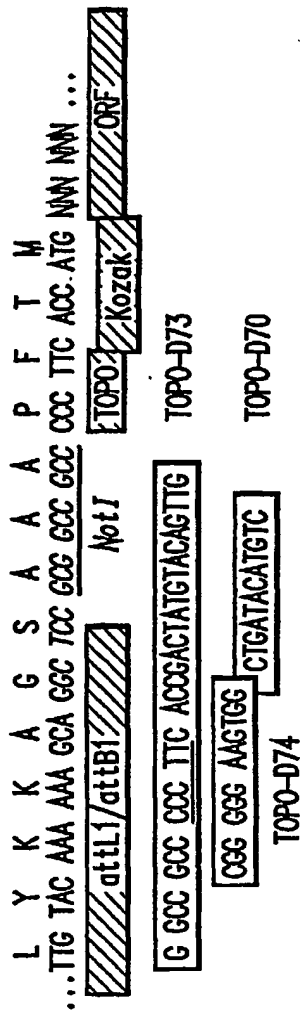 L Y K K A G S A A A P F T M
....TTG TAC AAA AAA GCA GGC TCC GCG GCC GCC CCC TTC ACC ATG NNN NNN ...
attL1/attB1 NotI TOPO Kozak ORF
G GCC GCC CCC TTC ACCGACTATGTACAGTTG TOPO-D73
CGG GGG AAGTGG CTGATACATGTC TOPO-D70
TOPO-D74